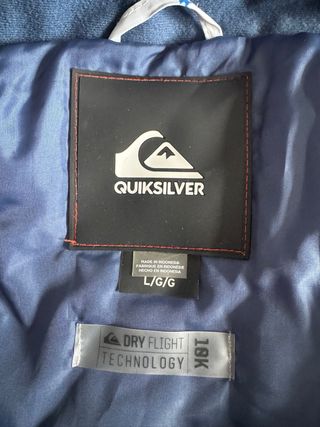 QUIKSILVER
MADE IN INDONESIA
FABRIQUÉ EN INDONÉSIE
HECHO EN INDONESIA
L/G/G
DRY FLIGHT
TECHNOLOGY
10K